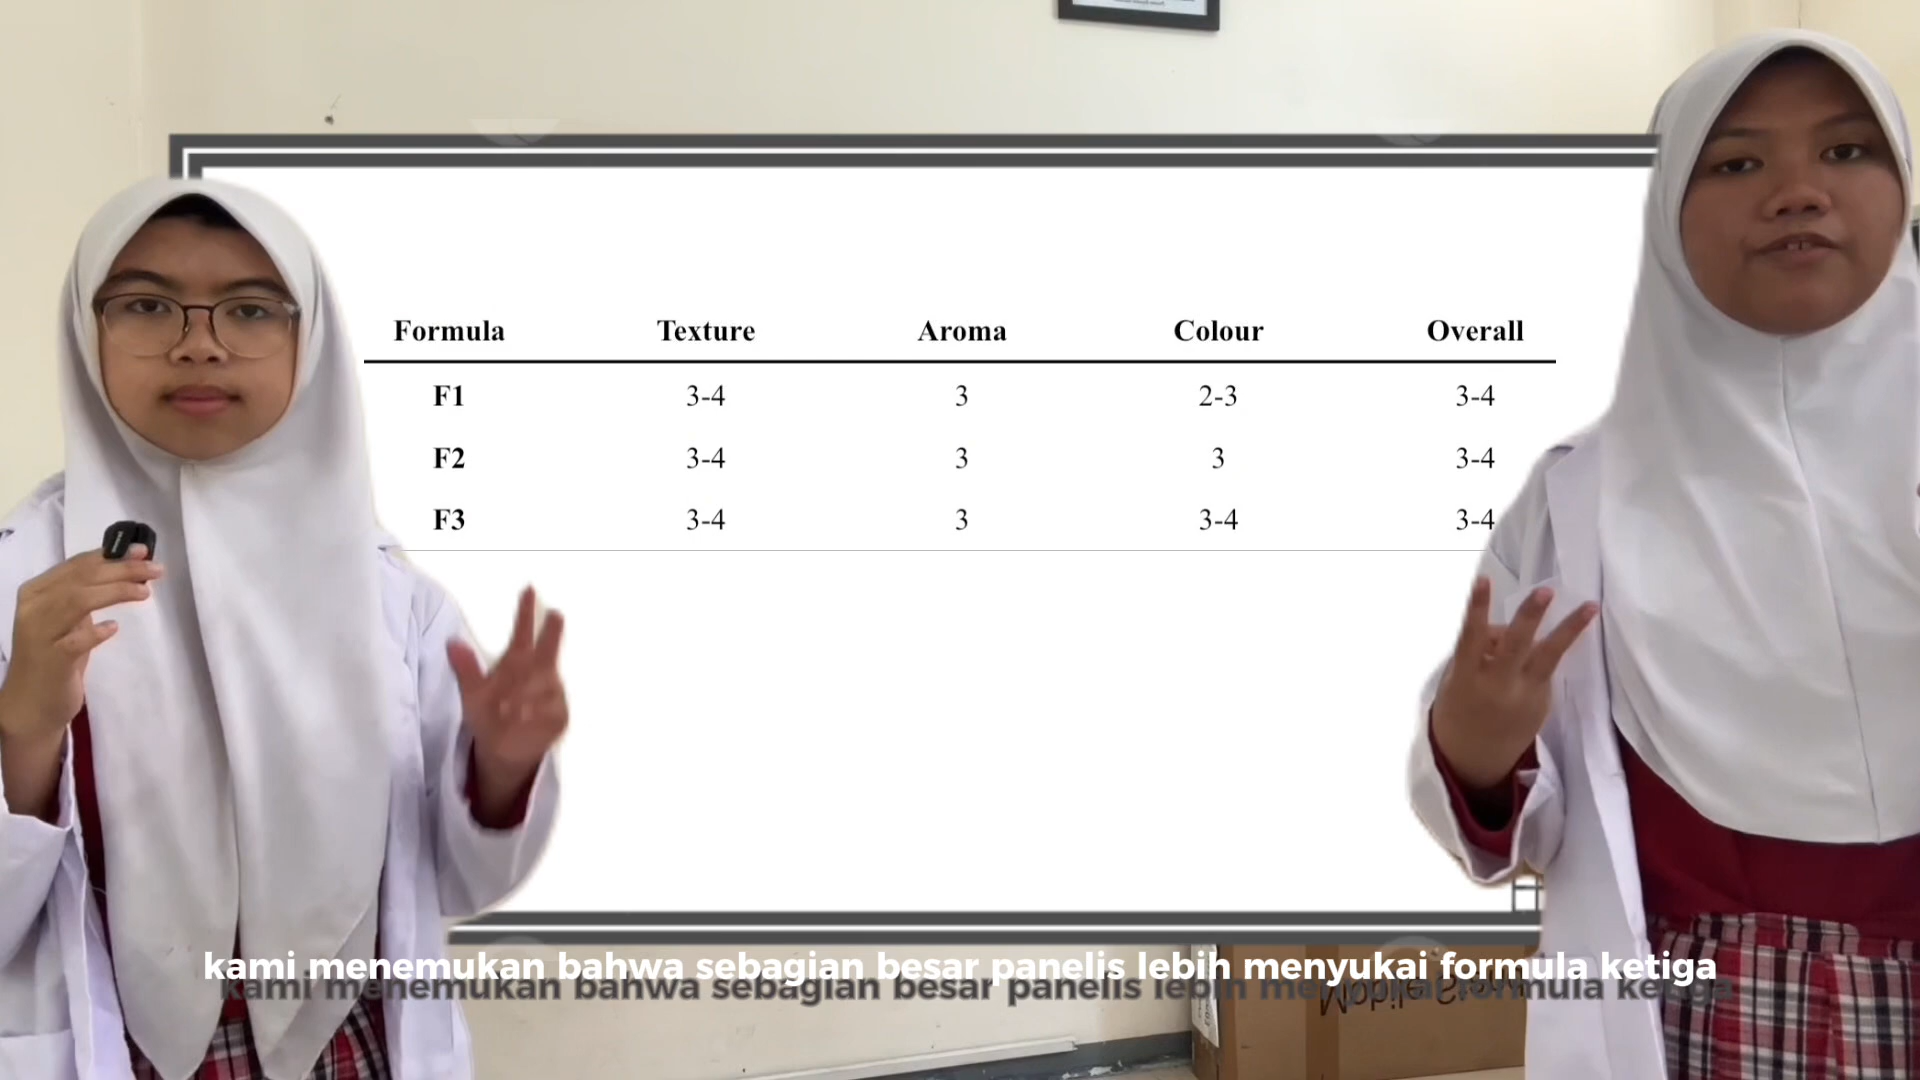 Formula Texture Aroma Colour Overall
F1 3-4 3 2-3 3-4
F2 3-4 3 3 3-4
F3 3-4 3 3-4 3-4
kami menemukan bahwa sebagian besar panelis lebih menyukai formula ketiga